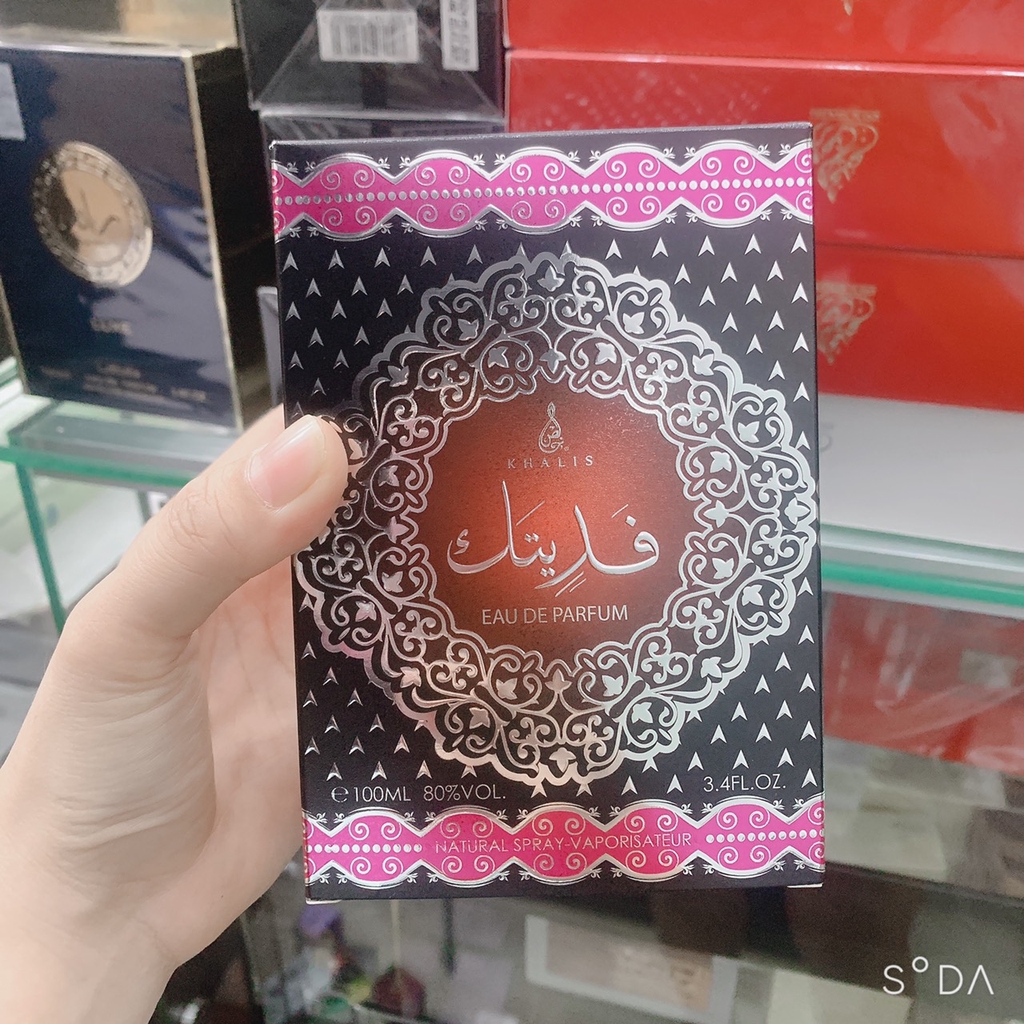 KHALIS
فديتك
EAU DE PARFUM
℮100ML 80%VOL.
3.4FL.OZ.
NATURAL SPRAY-VAPORISATEUR
S°DA